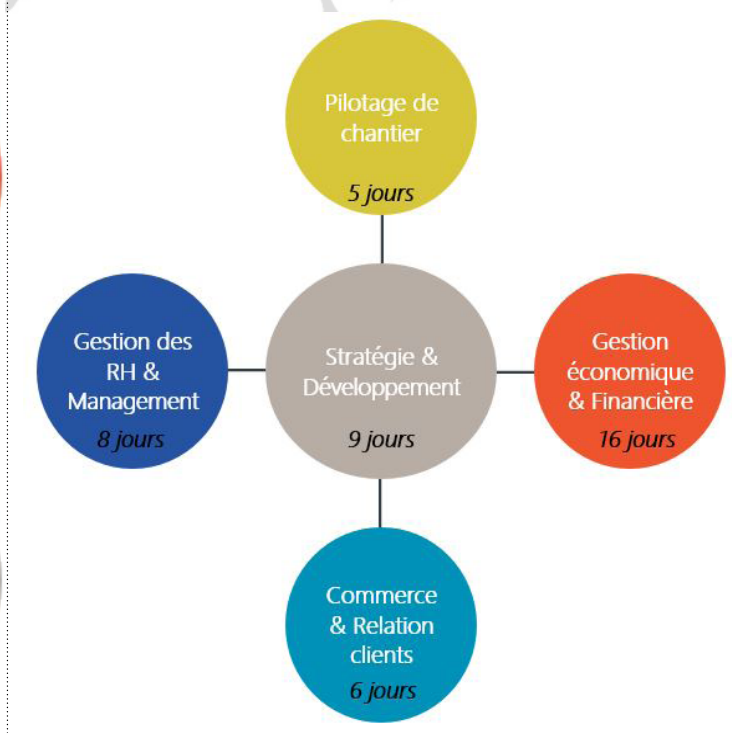 Pilotage de
chantier
5 jours
Gestion des
RH &
Management
8 jours
Stratégie &
Développement
9 jours
Gestion
économique
& Financière
16 jours
Commerce
& Relation
clients
6 jours